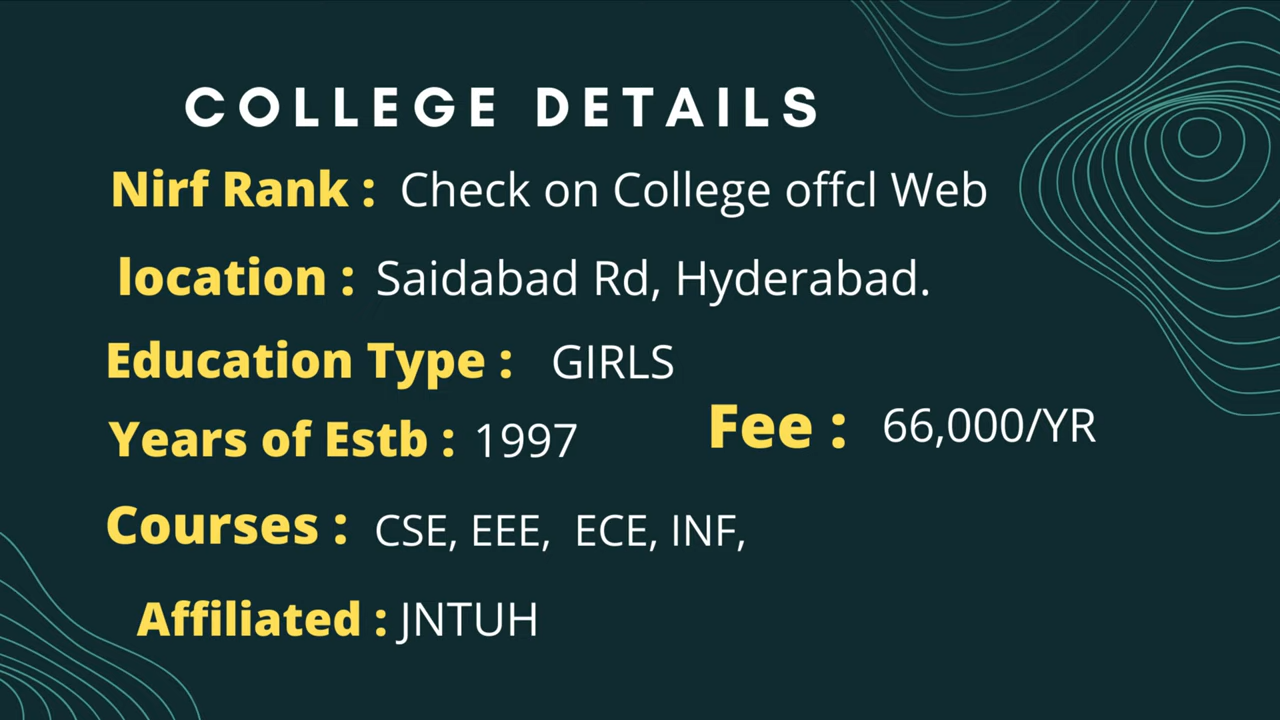 COLLEGE DETAILS
Nirf Rank : Check on College offcl Web
location : Saidabad Rd, Hyderabad.
Education Type : GIRLS
Years of Estb : 1997
Fee : 66,000/YR
Courses : CSE, EEE, ECE, INF,
Affiliated : JNTUH